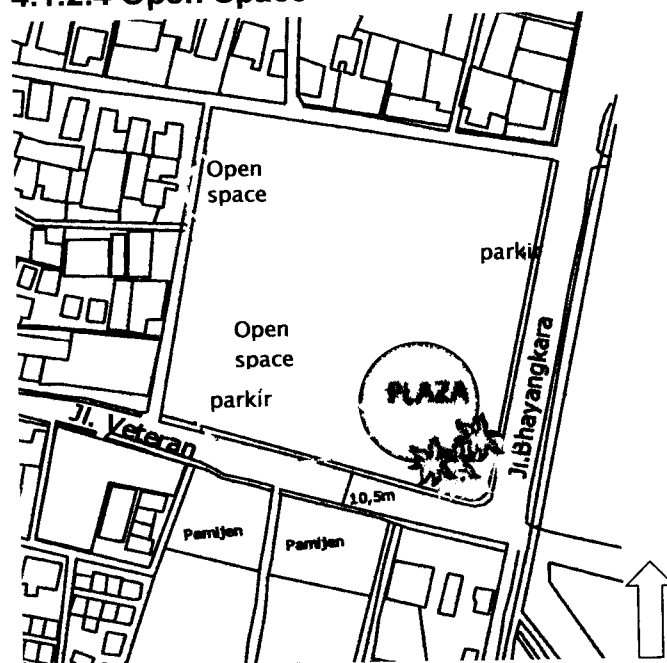 4.1.2.4 Open Space
Open
space
parkir
Open
space
parkir
PLAZA
Jl. Veteran
Jl.Bhayangkara
10,5m
Pamijen
Pamijen